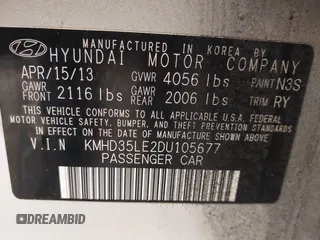 MANUFACTURED IN KOREA BY
HYUNDAI MOTOR COMPANY
APR/15/13 GVWR 4056 lbs PAINT N3S
GAWR FRONT 2116 lbs GAWR REAR 2006 lbs TRIM RY
THIS VEHICLE CONFORMS TO ALL APPLICABLE FEDERAL
MOTOR VEHICLE SAFETY, BUMPER, AND THEFT PREVENTION
STANDARDS IN EFFECT ON THE DATE OF MANUFACTURE
SHOWN ABOVE.
V.I.N KMHD35LE2DU105677
PASSENGER CAR
DREAMBID